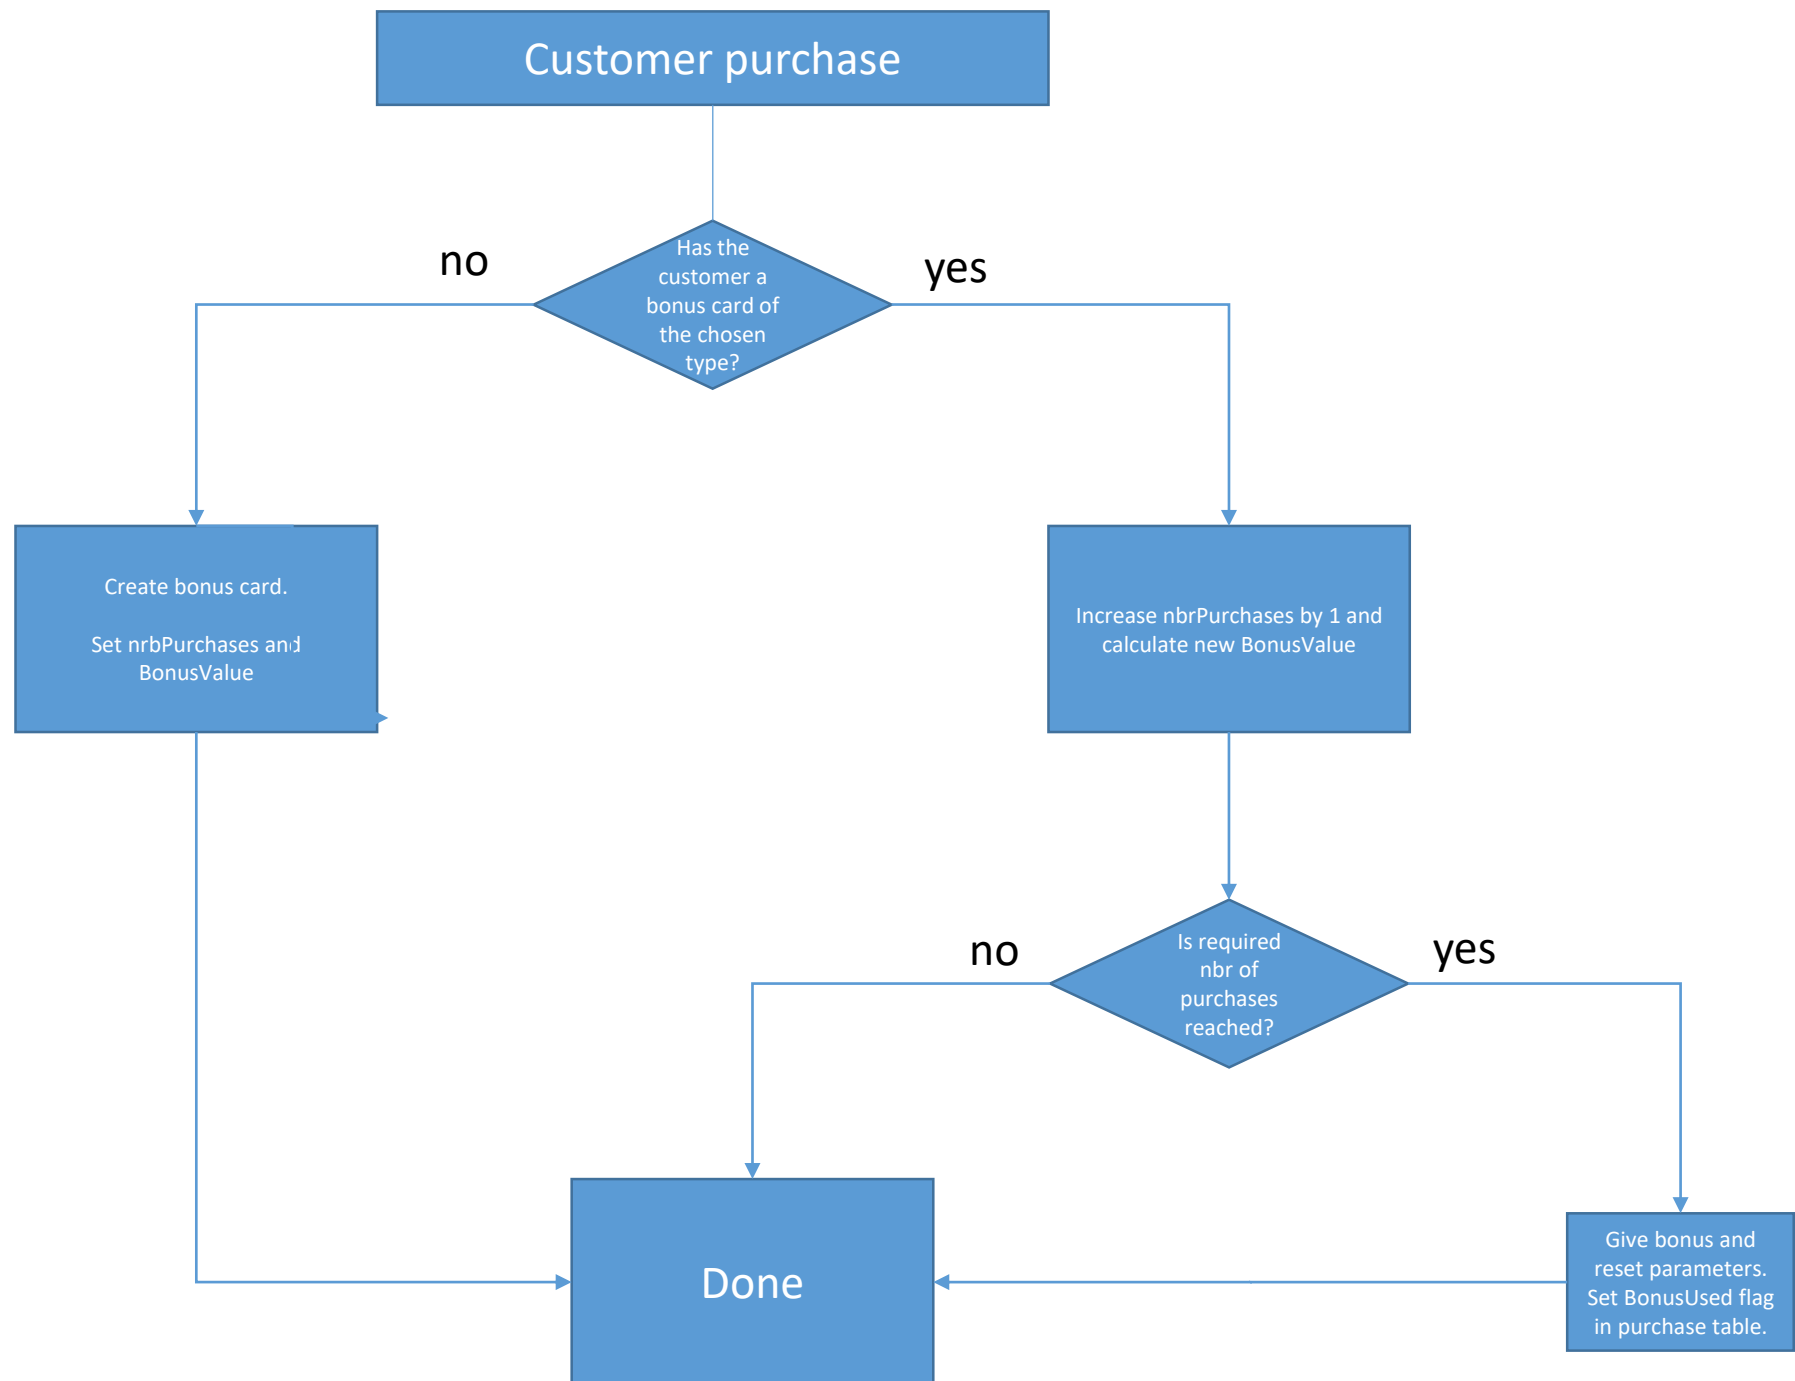 Customer purchase
no
yes
Has the
customer a
bonus card of
the chosen
type?
Create bonus card.
Set nrbPurchases and
BonusValue
Increase nbrPurchases by 1 and
calculate new BonusValue
no
yes
Is required
nbr of
purchases
reached?
Done
Give bonus and
reset parameters.
Set BonusUsed flag
in purchase table.